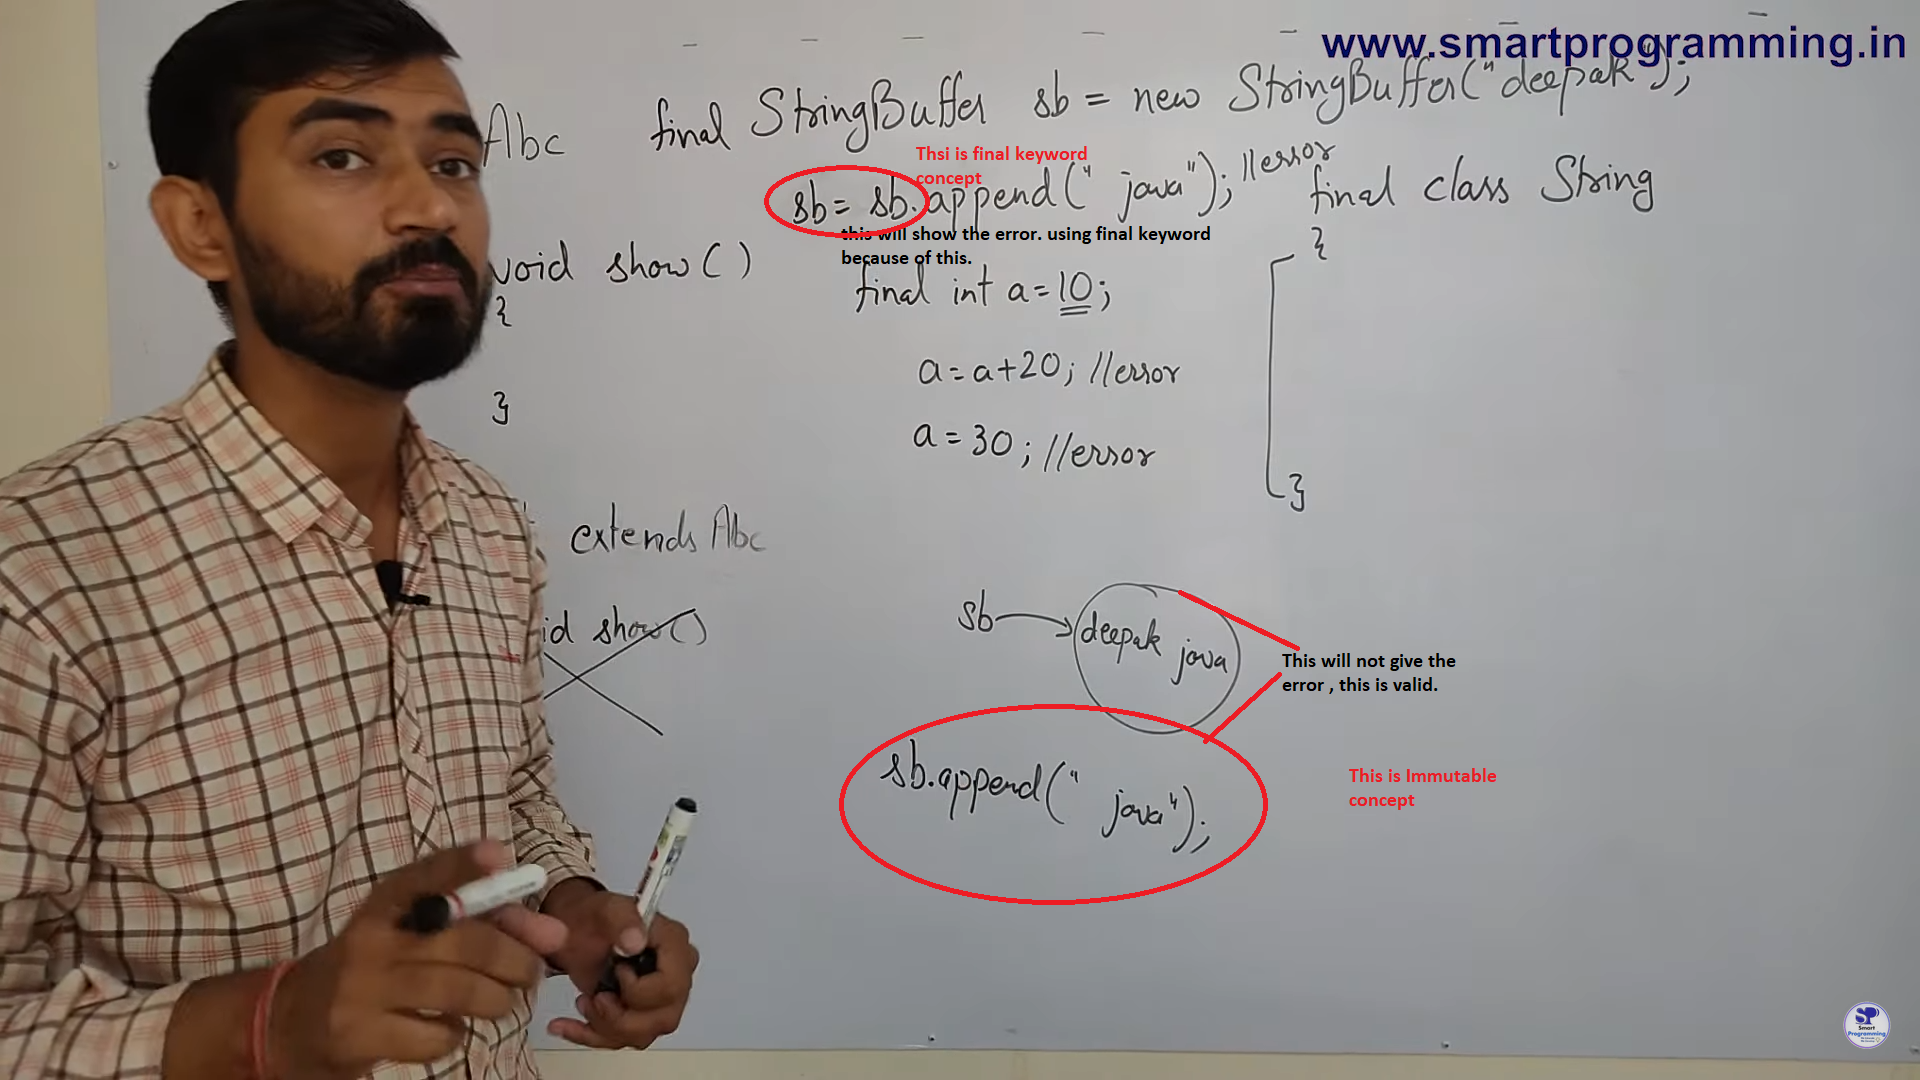 www.smartprogramming.in
Abc final StringBuffer sb = new StringBuffer("deepak");
Thsi is final keyword
concept
sb = sb.append(" java"); //error
final class String
{
this will show the error. using final keyword
because of this.
void show()
{
}
final int a = 10;
a = a+20; //error
a = 30; //error
}
extends Abc
id show()
sb
deepak java
This will not give the
error , this is valid.
sb.append(" java");
This is Immutable
concept
SP
Smart
Programming